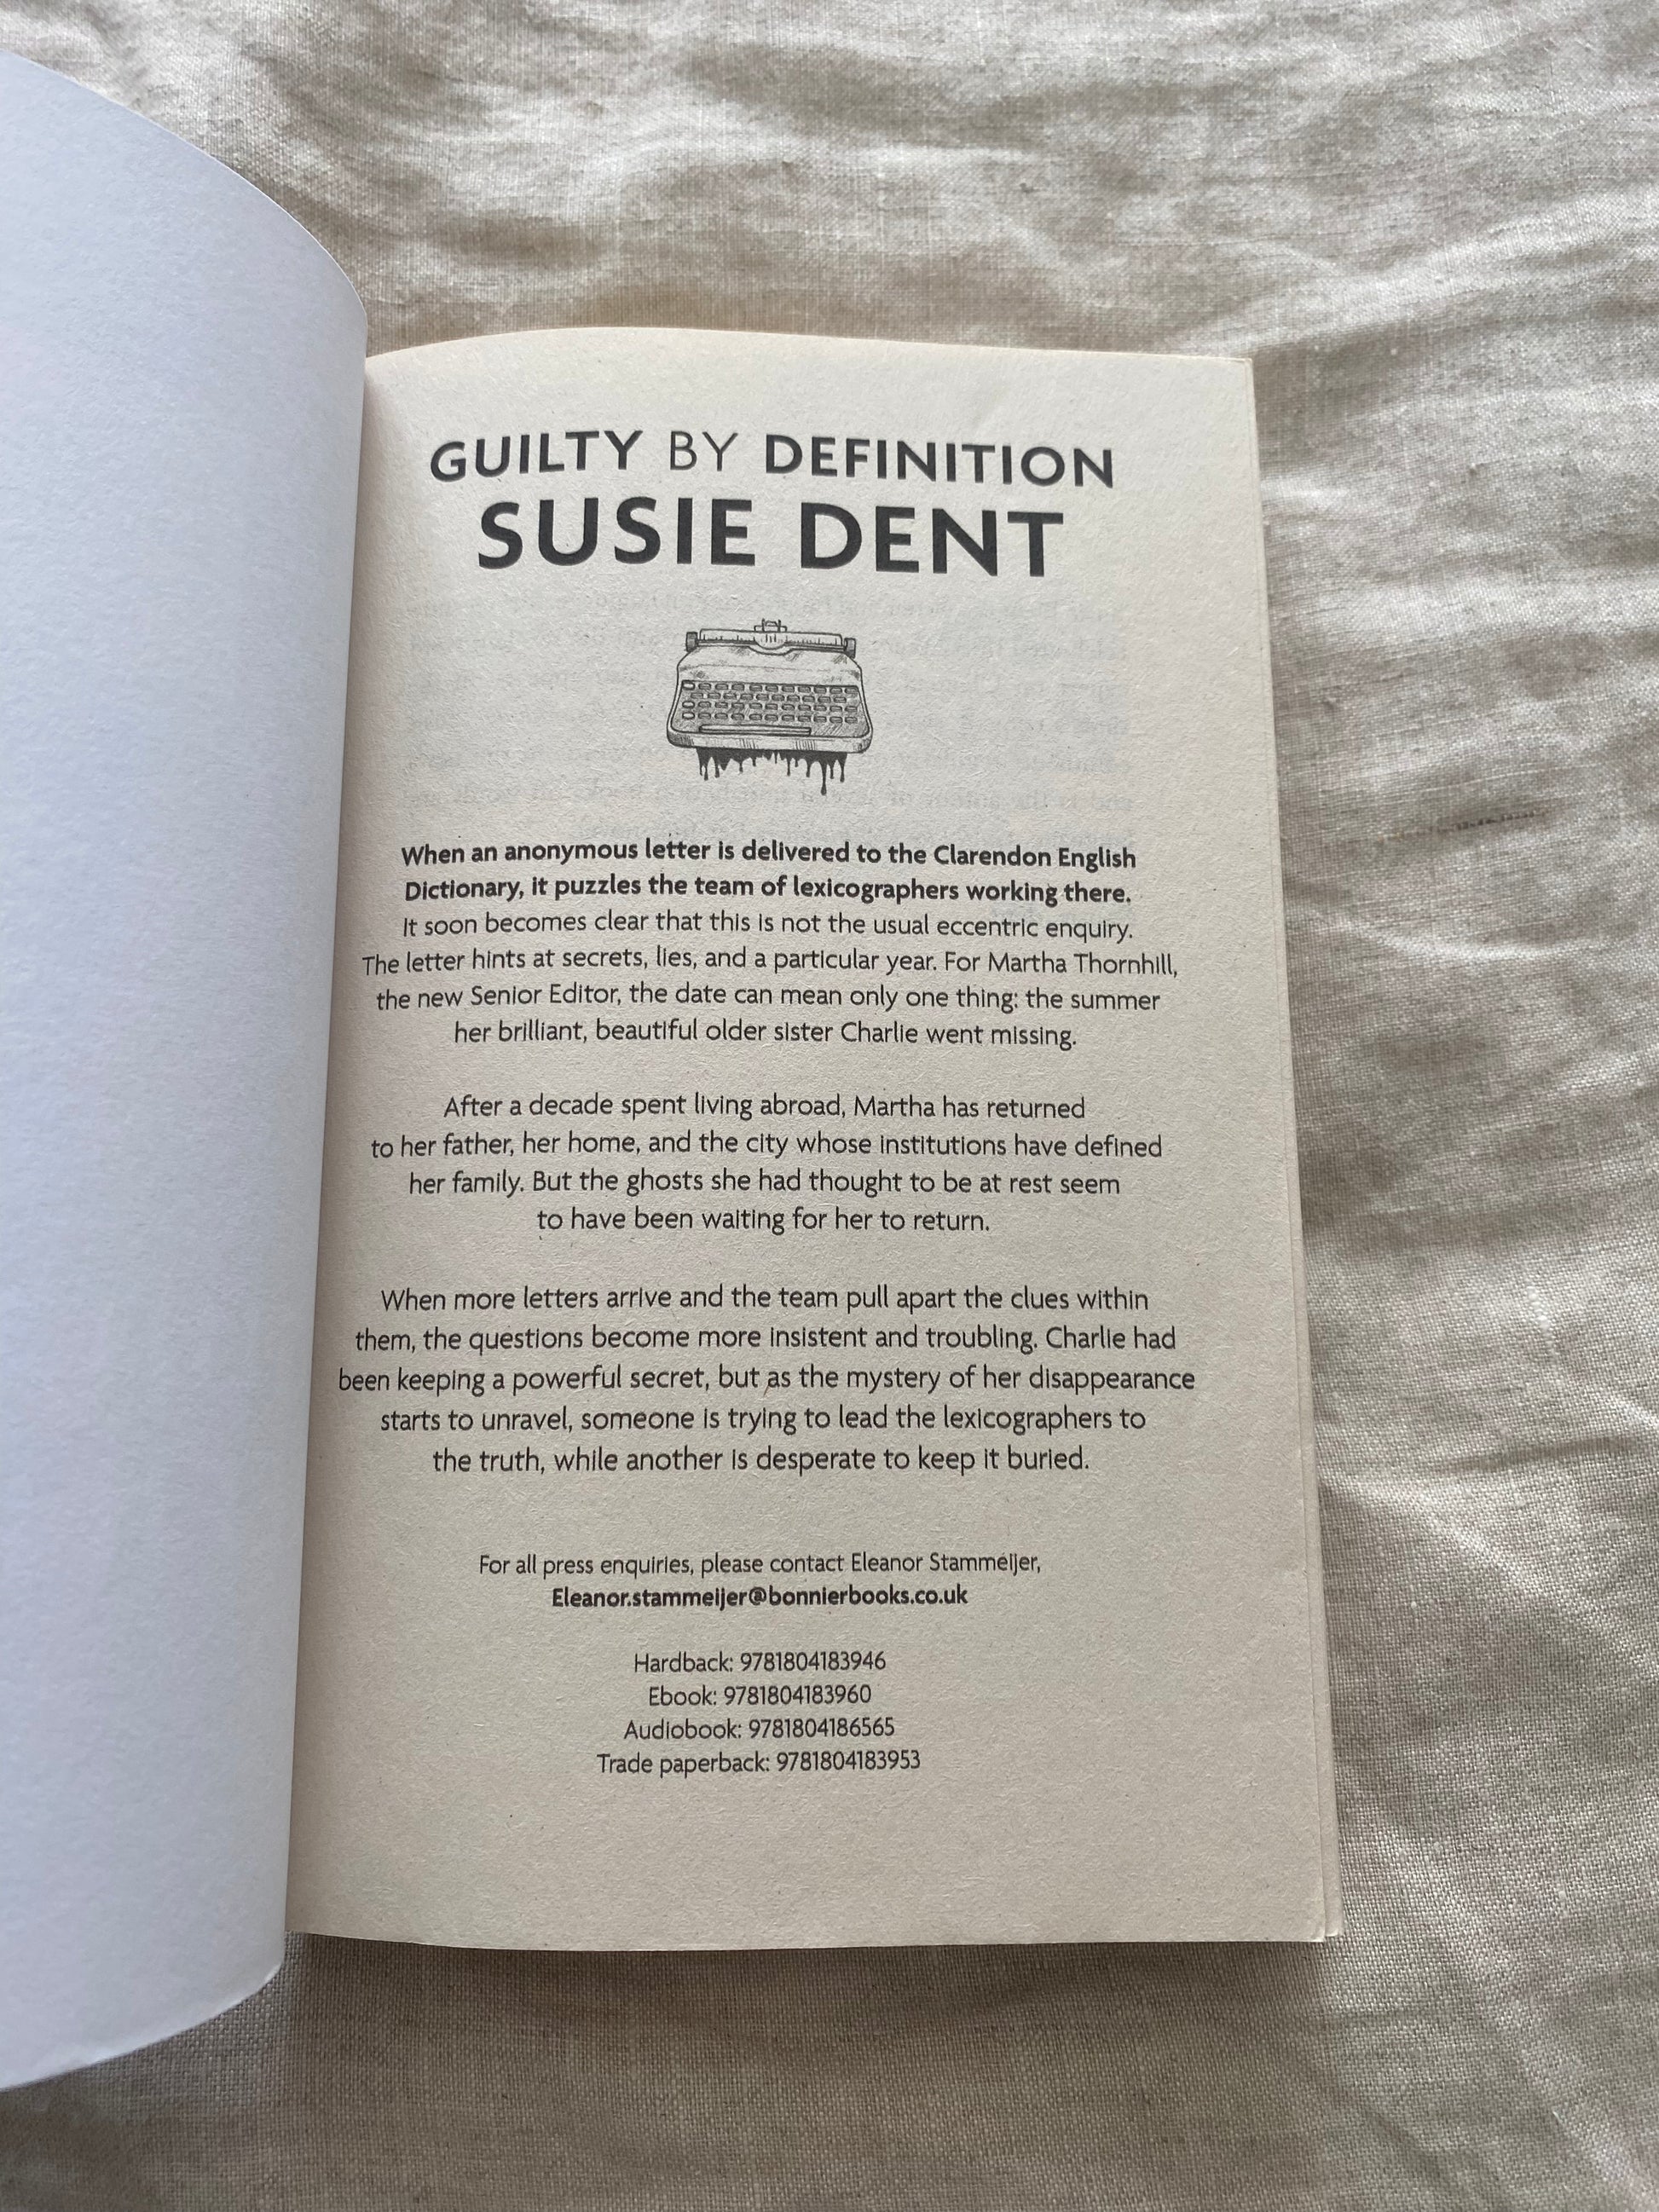 GUILTY BY DEFINITION
SUSIE DENT
When an anonymous letter is delivered to the Clarendon English
Dictionary, it puzzles the team of lexicographers working there.
It soon becomes clear that this is not the usual eccentric enquiry.
The letter hints at secrets, lies, and a particular year. For Martha Thornhill,
the new Senior Editor, the date can mean only one thing: the summer
her brilliant, beautiful older sister Charlie went missing.
After a decade spent living abroad, Martha has returned
to her father, her home, and the city whose institutions have defined
her family. But the ghosts she had thought to be at rest seem
to have been waiting for her to return.
When more letters arrive and the team pull apart the clues within
them, the questions become more insistent and troubling. Charlie had
been keeping a powerful secret, but as the mystery of her disappearance
starts to unravel, someone is trying to lead the lexicographers to
the truth, while another is desperate to keep it buried.
For all press enquiries, please contact Eleanor Stammeijer,
Eleanor.stammeijer@bonnierbooks.co.uk
Hardback: 9781804183946
Ebook: 9781804183960
Audiobook: 9781804186565
Trade paperback: 9781804183953